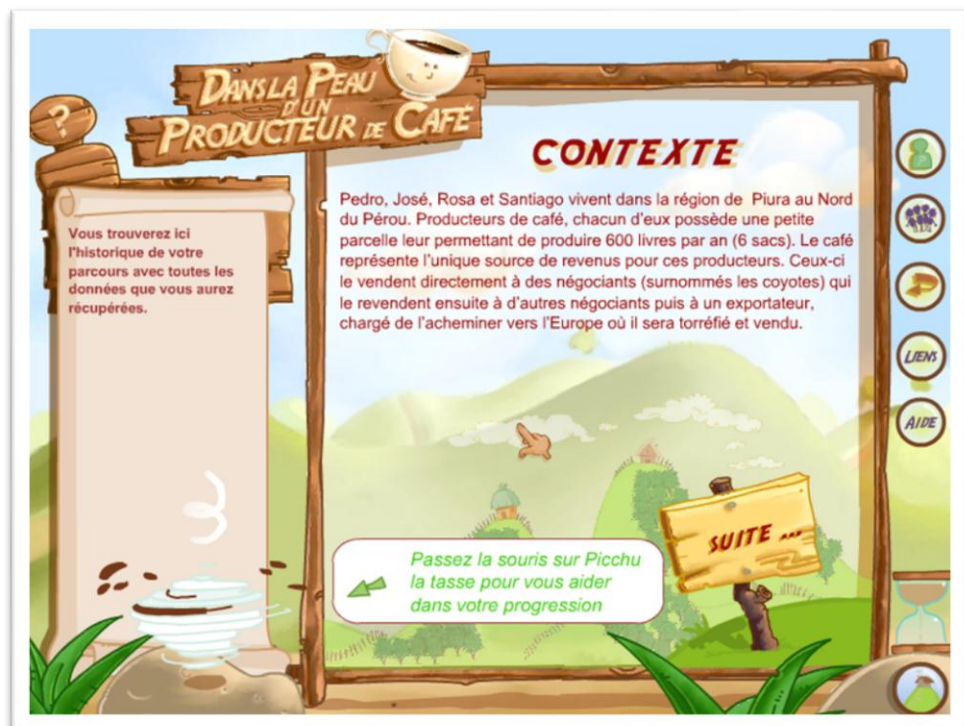 ?
DANS LA PEAU
D'UN
PRODUCTEUR DE CAFÉ
Vous trouverez ici
l'historique de votre
parcours avec toutes les
données que vous aurez
récupérées.
CONTEXTE
Pedro, José, Rosa et Santiago vivent dans la région de Piura au Nord
du Pérou. Producteurs de café, chacun d'eux possède une petite
parcelle leur permettant de produire 600 livres par an (6 sacs). Le café
représente l'unique source de revenus pour ces producteurs. Ceux-ci
le vendent directement à des négociants (surnommés les coyotes) qui
le revendent ensuite à d'autres négociants puis à un exportateur,
chargé de l'acheminer vers l'Europe où il sera torréfié et vendu.
LIENS
AIDE
SUITE ...
Passez la souris sur Picchu
la tasse pour vous aider
dans votre progression